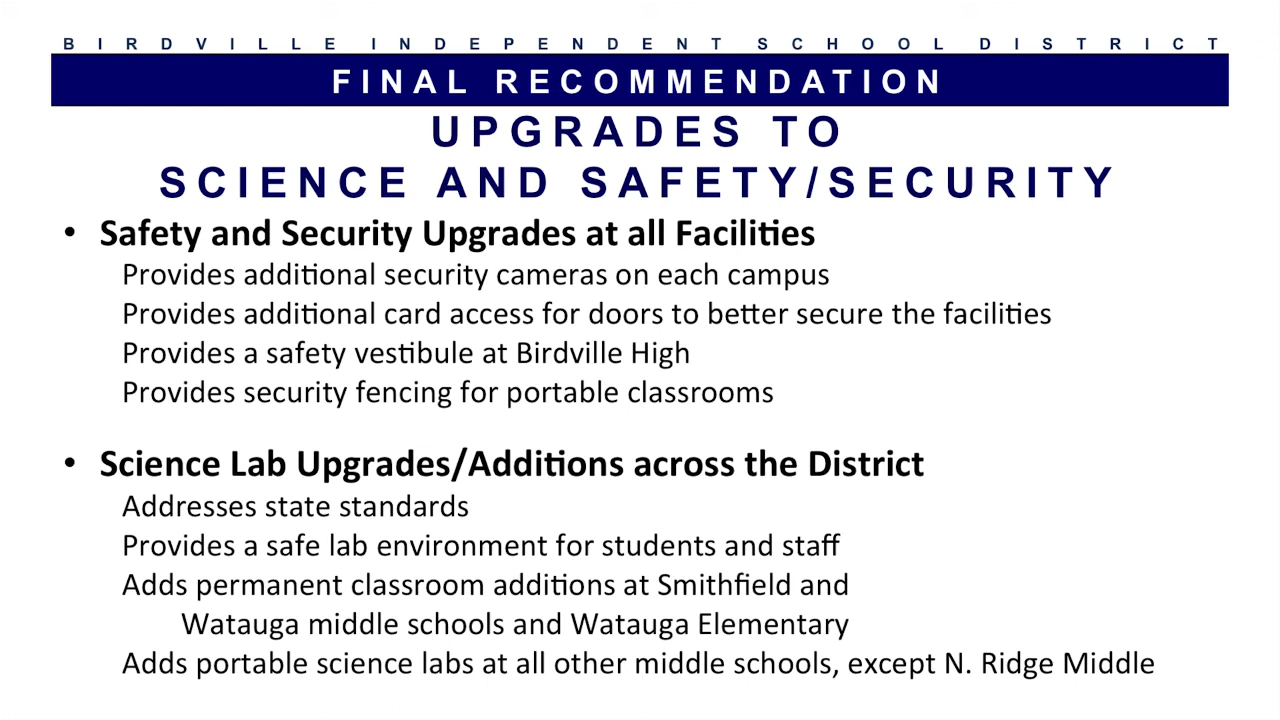 BIRDVILLE INDEPENDENT SCHOOL DISTRICT
FINAL RECOMMENDATION
UPGRADES TO
SCIENCE AND SAFETY/SECURITY
• Safety and Security Upgrades at all Facilities
Provides additional security cameras on each campus
Provides additional card access for doors to better secure the facilities
Provides a safety vestibule at Birdville High
Provides security fencing for portable classrooms
• Science Lab Upgrades/Additions across the District
Addresses state standards
Provides a safe lab environment for students and staff
Adds permanent classroom additions at Smithfield and
Watauga middle schools and Watauga Elementary
Adds portable science labs at all other middle schools, except N. Ridge Middle